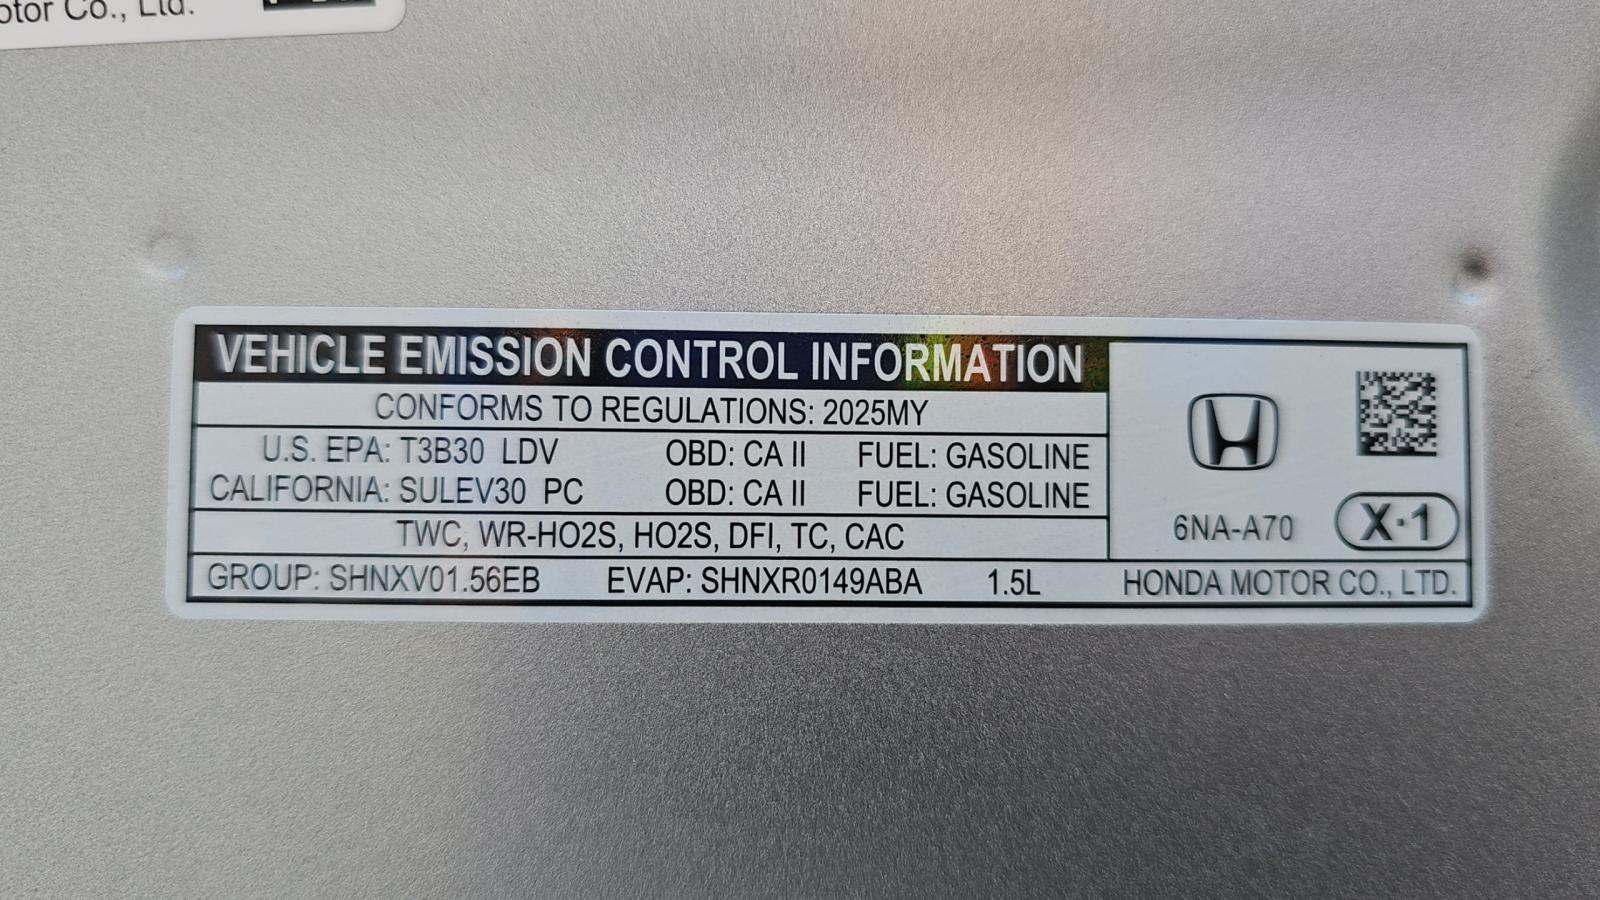 otor Co., Ltd.
VEHICLE EMISSION CONTROL INFORMATION
CONFORMS TO REGULATIONS: 2025MY
U.S. EPA: T3B30 LDV OBD: CA II FUEL: GASOLINE
CALIFORNIA: SULEV30 PC OBD: CA II FUEL: GASOLINE
TWC, WR-HO2S, HO2S, DFI, TC, CAC
GROUP: SHNXV01.56EB EVAP: SHNXR0149ABA 1.5L
6NA-A70 X·1
HONDA MOTOR CO., LTD.